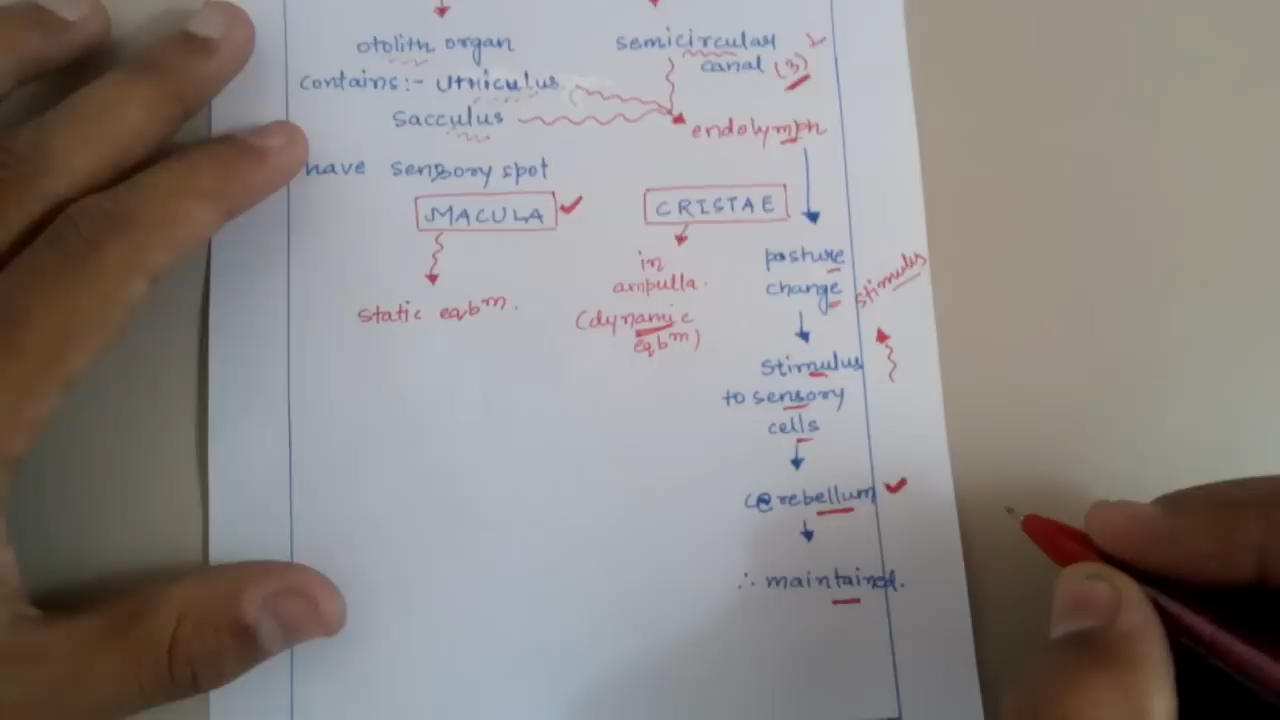 otolith organ
contains:- Utriculus
Sacculus
have sensory spot
MACULA
static eqbᵐ.
semicircular
canal (3)
endolymph
CRISTAE
in
ampulla.
(dynamic
eqbᵐ)
posture
change
stimulus
stimulus
to sensory
cells
cerebellum
∴ maintained.